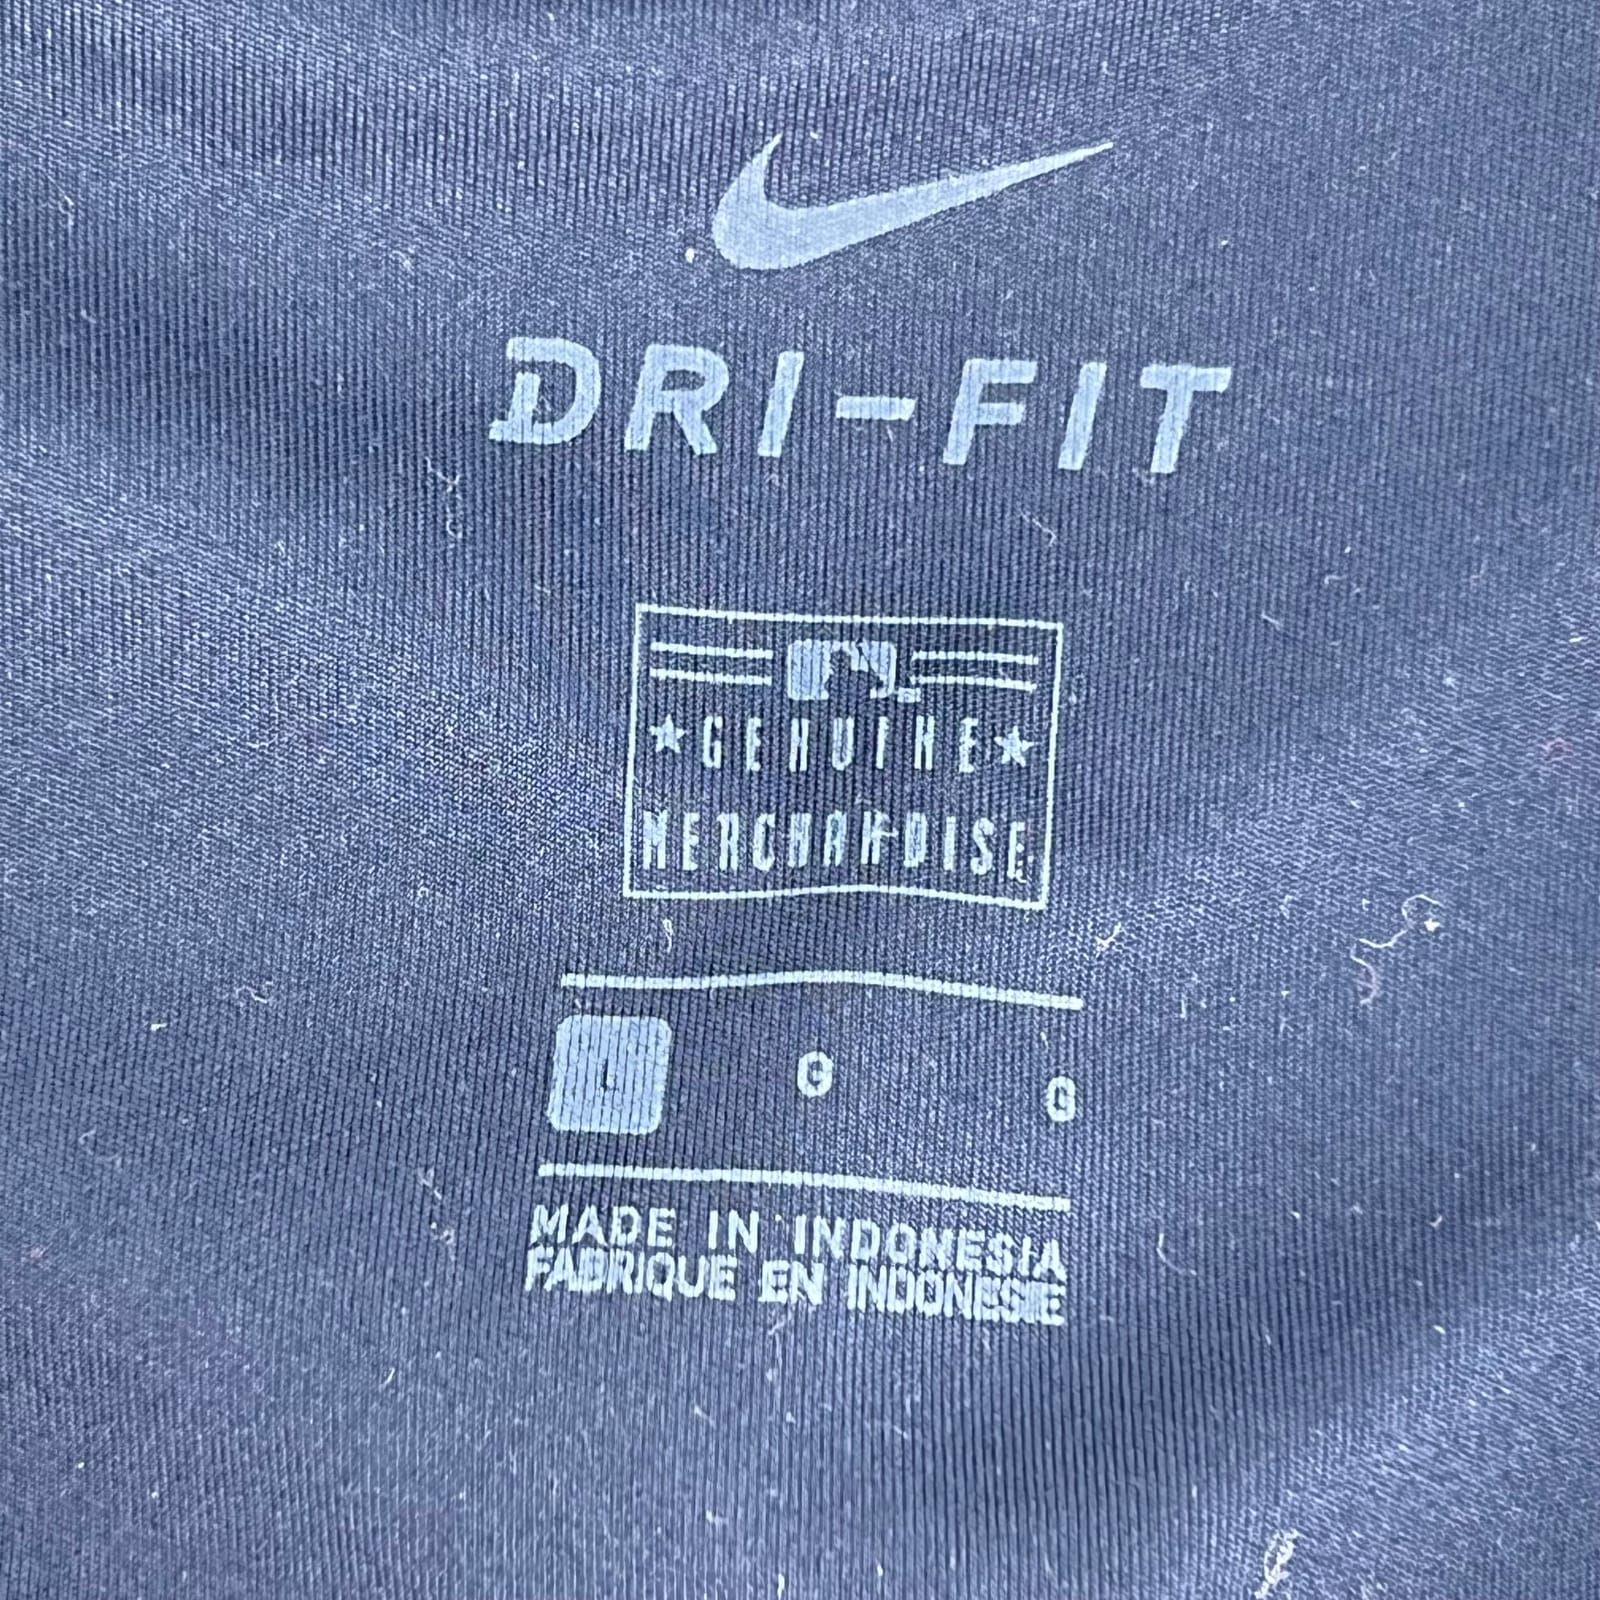 DRI-FIT
★GENUINE★
MERCHANDISE
L G G
MADE IN INDONESIA
FABRIQUE EN INDONESIE